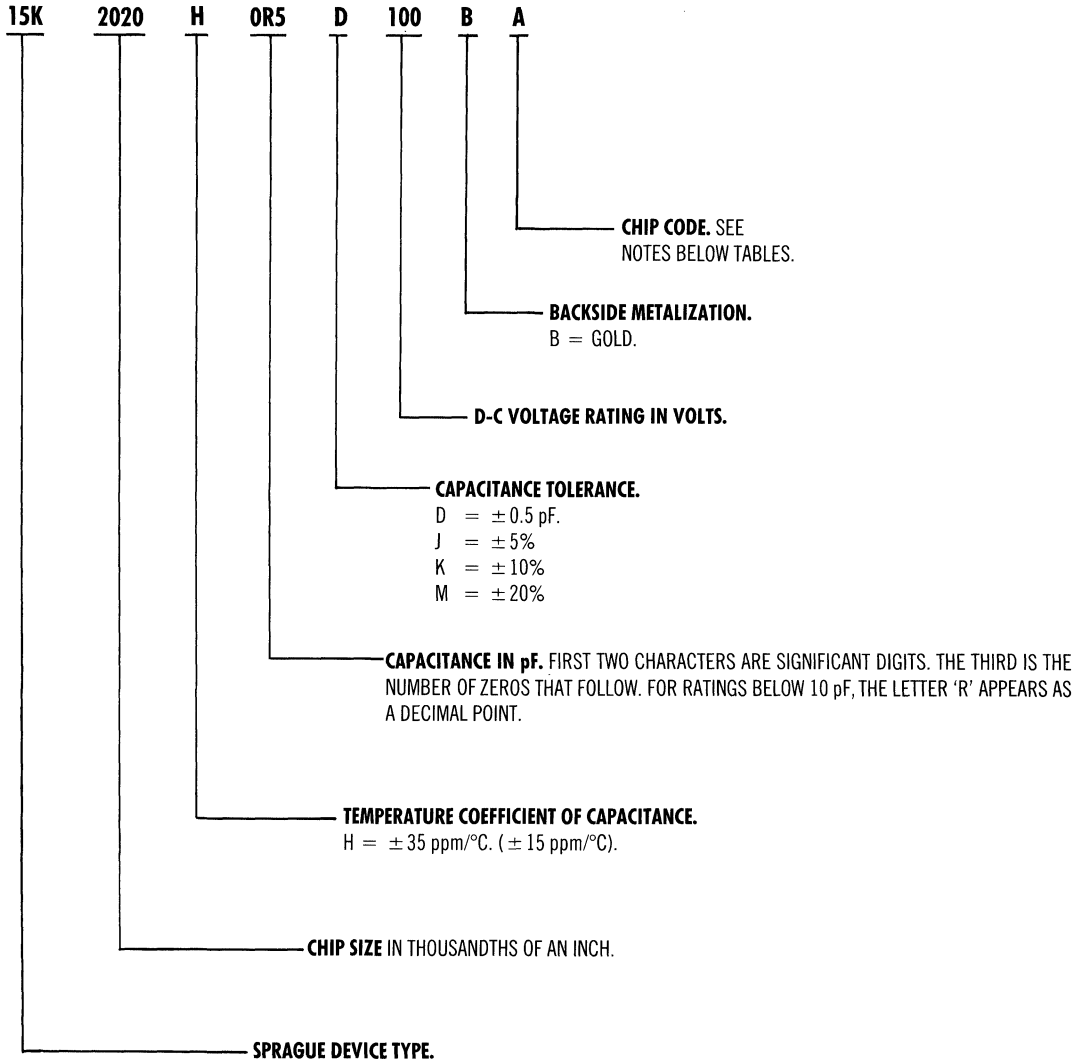 15K 2020 H 0R5 D 100 B A
CHIP CODE. SEE
NOTES BELOW TABLES.
BACKSIDE METALIZATION.
B = GOLD.
D-C VOLTAGE RATING IN VOLTS.
CAPACITANCE TOLERANCE.
D = ±0.5 pF.
J = ±5%
K = ±10%
M = ±20%
CAPACITANCE IN pF. FIRST TWO CHARACTERS ARE SIGNIFICANT DIGITS. THE THIRD IS THE
NUMBER OF ZEROS THAT FOLLOW. FOR RATINGS BELOW 10 pF, THE LETTER ‘R’ APPEARS AS
A DECIMAL POINT.
TEMPERATURE COEFFICIENT OF CAPACITANCE.
H = ±35 ppm/°C. (±15 ppm/°C).
CHIP SIZE IN THOUSANDTHS OF AN INCH.
SPRAGUE DEVICE TYPE.